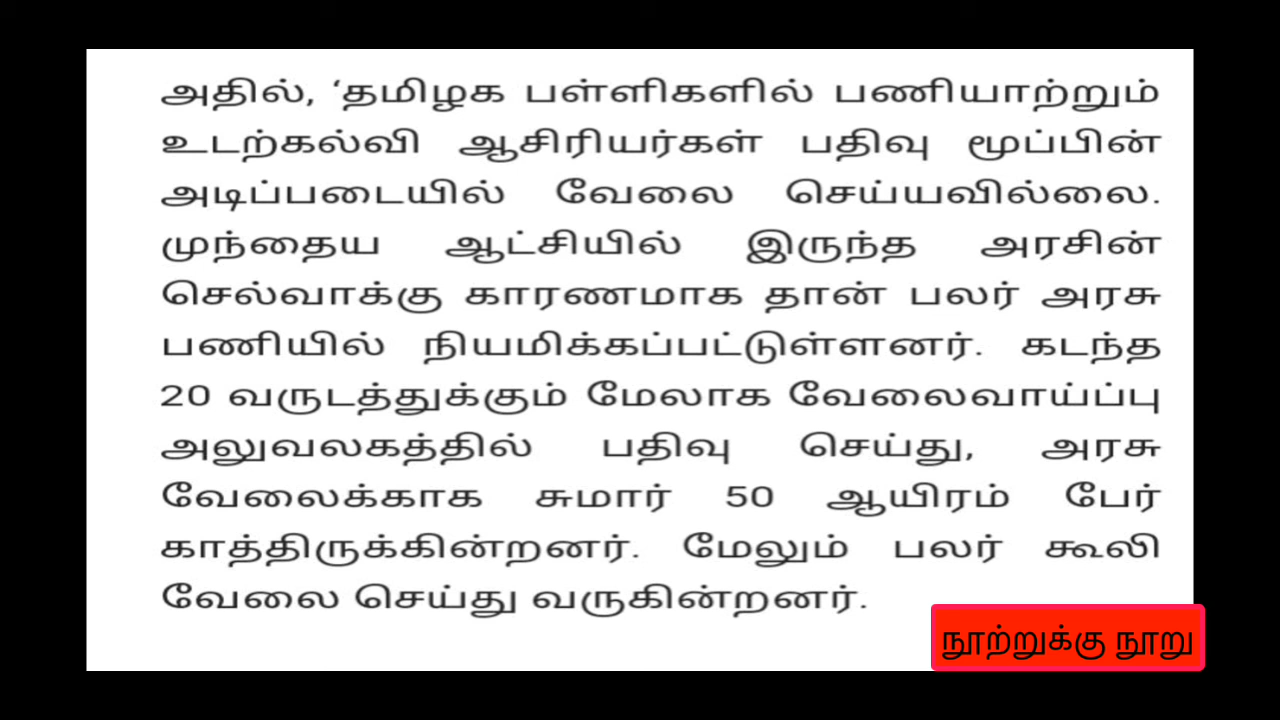 அதில், ‘தமிழக பள்ளிகளில் பணியாற்றும்
உடற்கல்வி ஆசிரியர்கள் பதிவு மூப்பின்
அடிப்படையில் வேலை செய்யவில்லை.
முந்தைய ஆட்சியில் இருந்த அரசின்
செல்வாக்கு காரணமாக தான் பலர் அரசு
பணியில் நியமிக்கப்பட்டுள்ளனர். கடந்த
20 வருடத்துக்கும் மேலாக வேலைவாய்ப்பு
அலுவலகத்தில் பதிவு செய்து, அரசு
வேலைக்காக சுமார் 50 ஆயிரம் பேர்
காத்திருக்கின்றனர். மேலும் பலர் கூலி
வேலை செய்து வருகின்றனர்.
நூற்றுக்கு நூறு